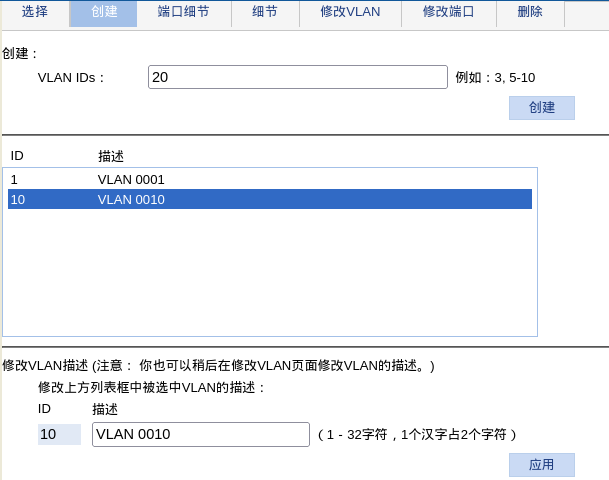 选择 创建 端口细节 细节 修改VLAN 修改端口 删除
创建：
VLAN IDs： 20 例如：3, 5-10
创建
ID 描述
1 VLAN 0001
10 VLAN 0010
修改VLAN描述 (注意： 你也可以稍后在修改VLAN页面修改VLAN的描述。)
修改上方列表框中被选中VLAN的描述：
ID 描述
10 VLAN 0010 （1 - 32字符，1个汉字占2个字符）
应用